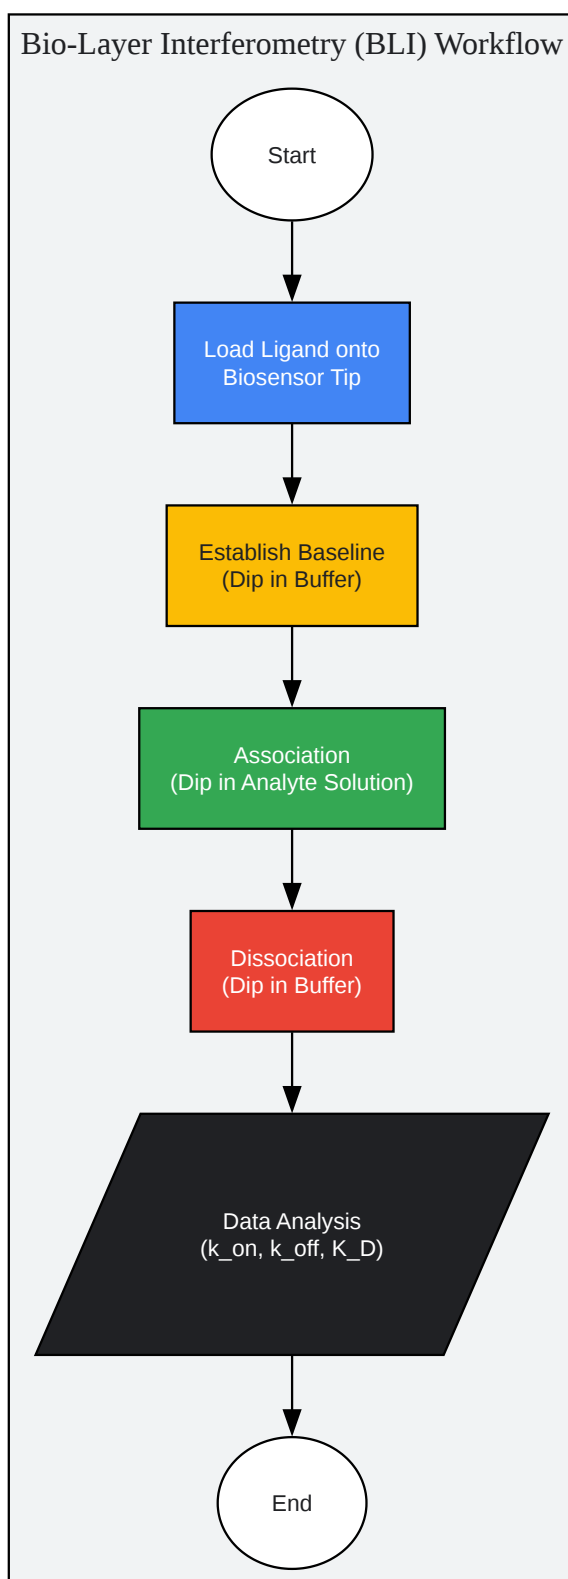 Bio-Layer Interferometry (BLI) Workflow
Start
Load Ligand onto
Biosensor Tip
Establish Baseline
(Dip in Buffer)
Association
(Dip in Analyte Solution)
Dissociation
(Dip in Buffer)
Data Analysis
(k_on, k_off, K_D)
End